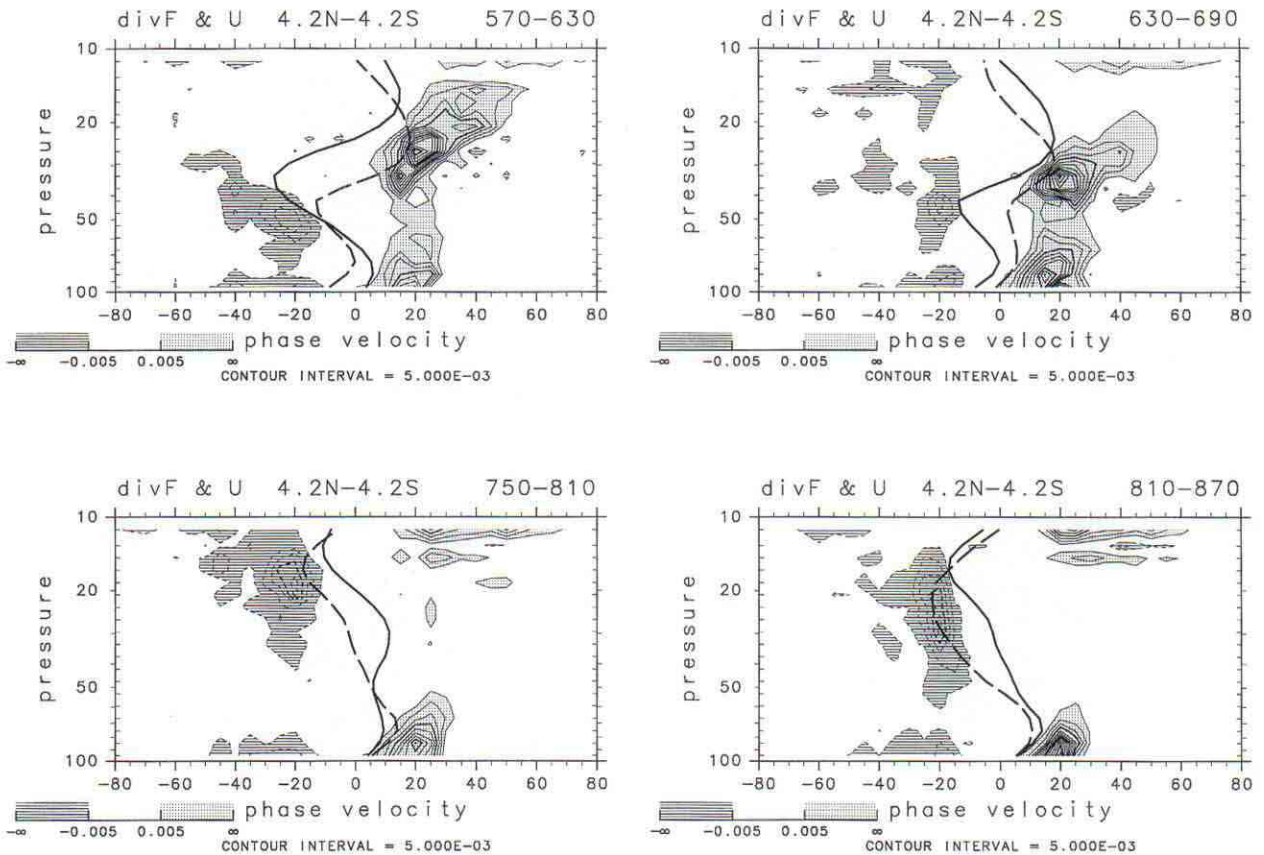 divF & U 4.2N-4.2S 570-630
10
20
50
100
pressure
-80 -60 -40 -20 0 20 40 60 80
phase velocity
-∞ -0.005 0.005 ∞
CONTOUR INTERVAL = 5.000E-03
divF & U 4.2N-4.2S 630-690
10
20
50
100
pressure
-80 -60 -40 -20 0 20 40 60 80
phase velocity
-∞ -0.005 0.005 ∞
CONTOUR INTERVAL = 5.000E-03
divF & U 4.2N-4.2S 750-810
10
20
50
100
pressure
-80 -60 -40 -20 0 20 40 60 80
phase velocity
-∞ -0.005 0.005 ∞
CONTOUR INTERVAL = 5.000E-03
divF & U 4.2N-4.2S 810-870
10
20
50
100
pressure
-80 -60 -40 -20 0 20 40 60 80
phase velocity
-∞ -0.005 0.005 ∞
CONTOUR INTERVAL = 5.000E-03